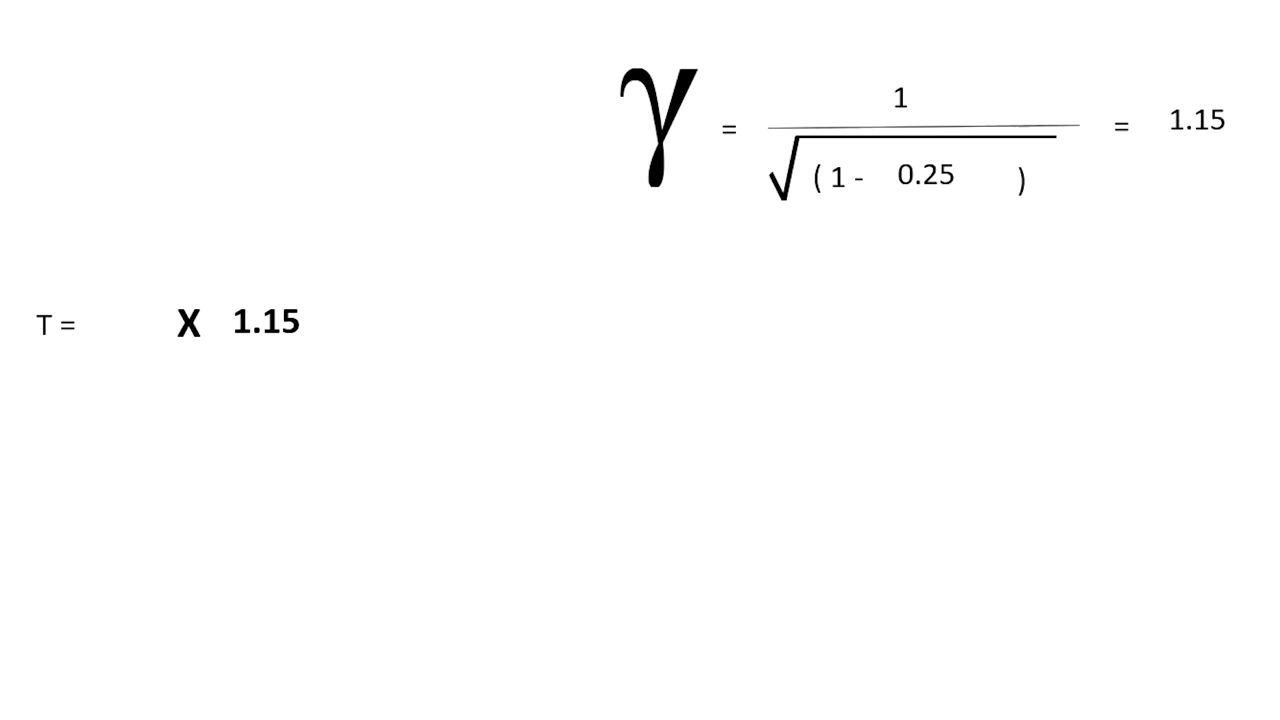 γ = 1 / √(1 - 0.25) = 1.15
T = X 1.15